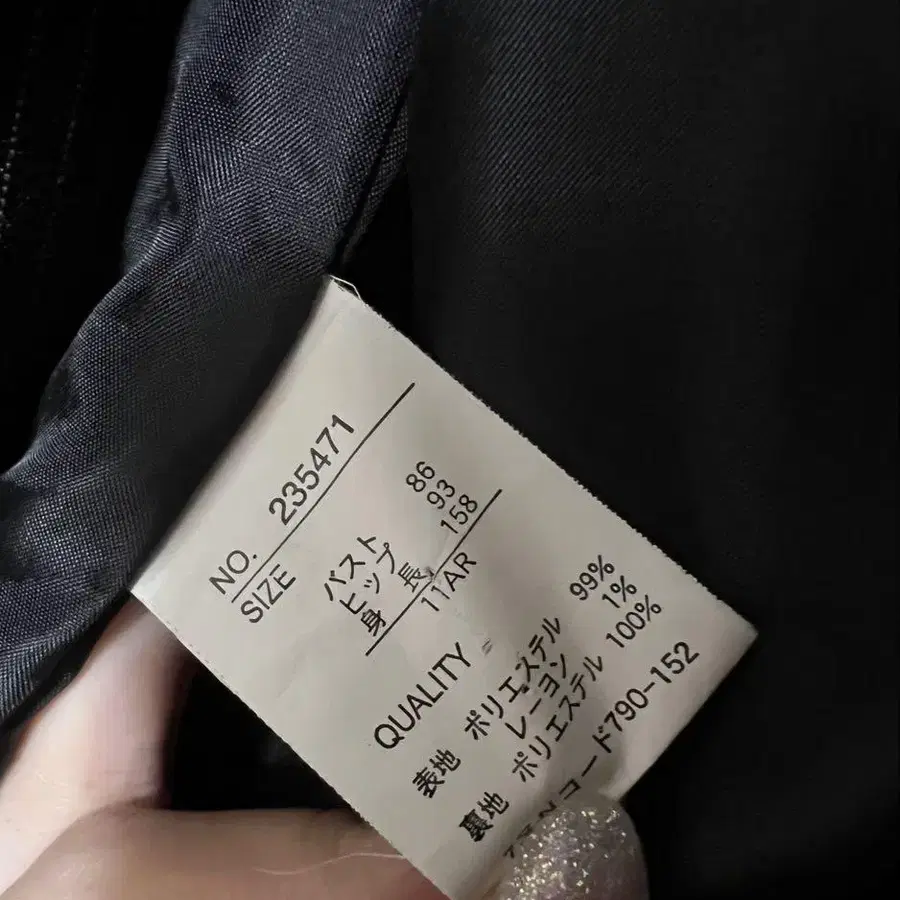 NO. 235471
SIZE
バスト 86
ヒップ 93
身長 158
11AR
QUALITY
表地 ポリエステル 99%
レーヨン 1%
裏地 ポリエステル 100%
コード790-152